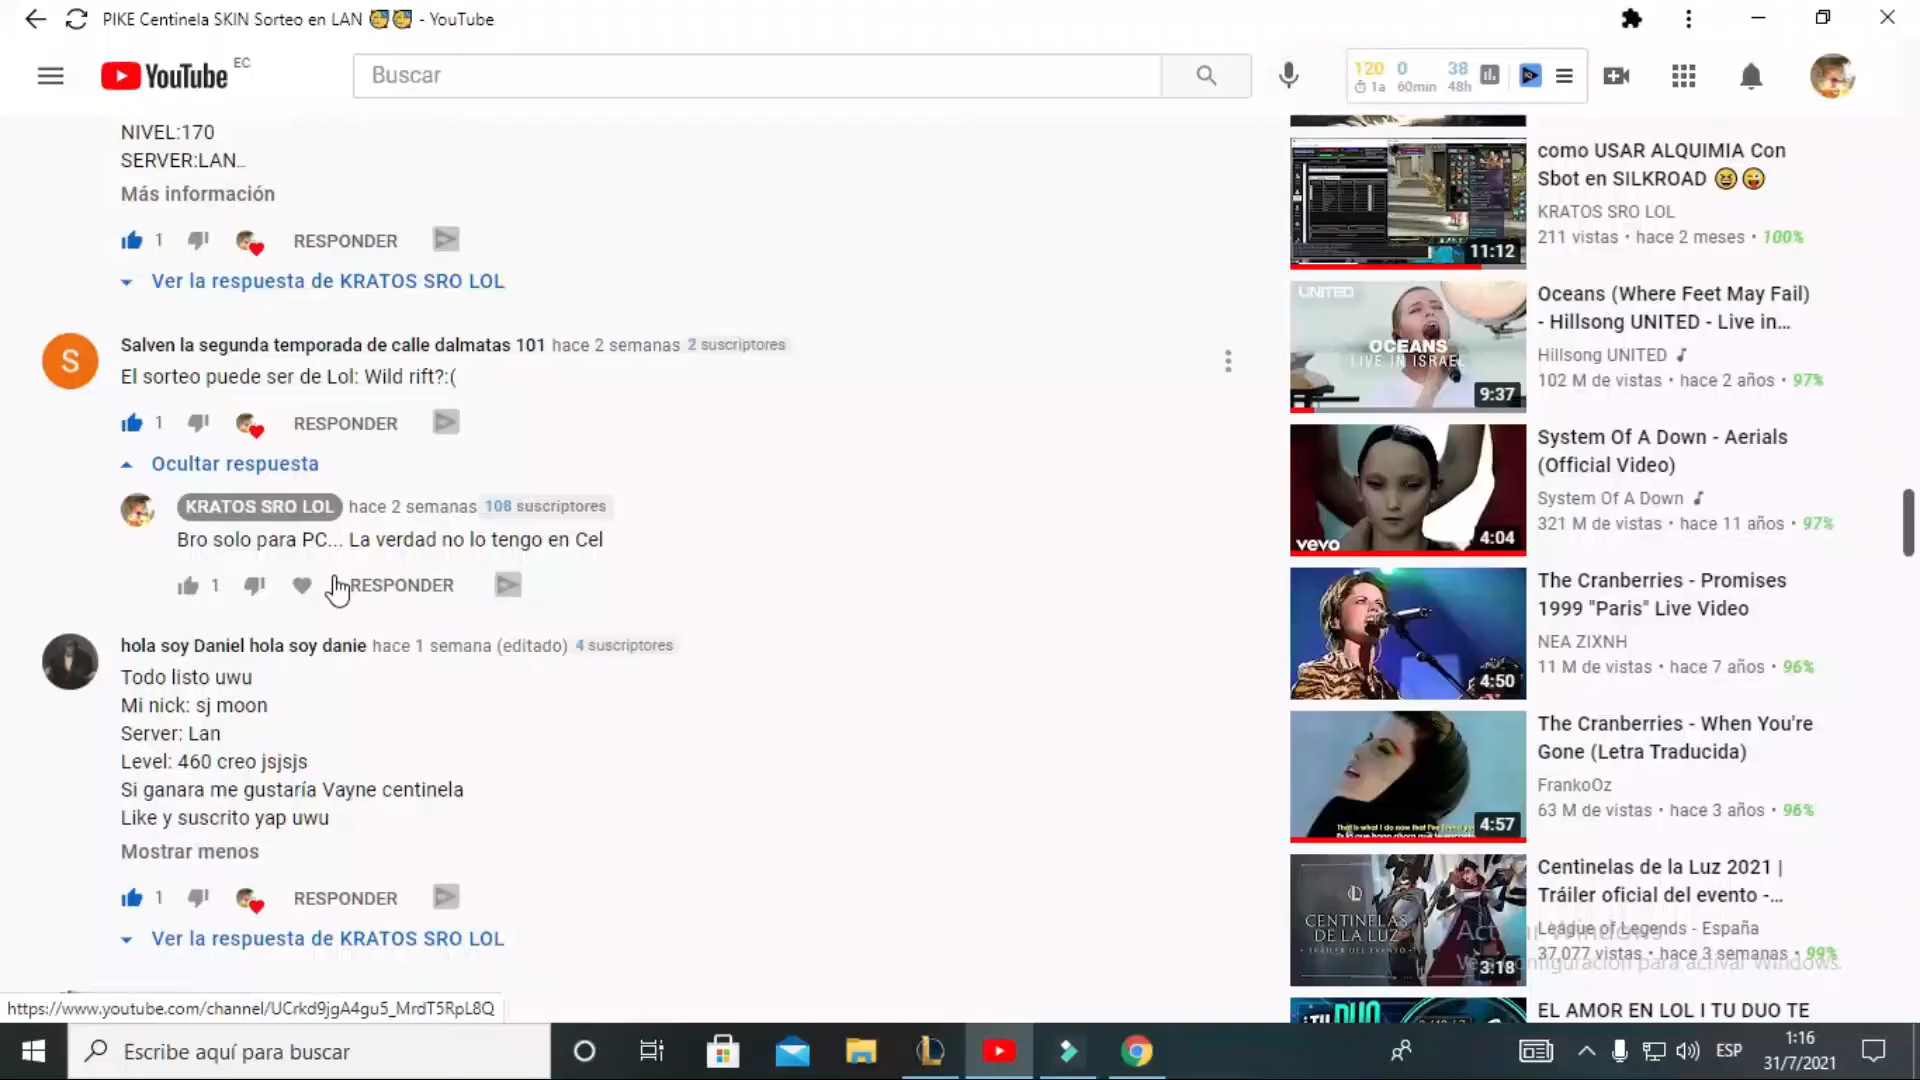 PIKE Centinela SKIN Sorteo en LAN 🥳🥳 - YouTube
YouTube EC
Buscar
120 0 38
1a 60min 48h
NIVEL:170
SERVER:LAN
Más información
1 RESPONDER
Ver la respuesta de KRATOS SRO LOL
S
Salven la segunda temporada de calle dalmatas 101 hace 2 semanas 2 suscriptores
El sorteo puede ser de Lol: Wild rift?:(
1 RESPONDER
Ocultar respuesta
KRATOS SRO LOL hace 2 semanas 108 suscriptores
Bro solo para PC... La verdad no lo tengo en Cel
1 RESPONDER
hola soy Daniel hola soy danie hace 1 semana (editado) 4 suscriptores
Todo listo uwu
Mi nick: sj moon
Server: Lan
Level: 460 creo jsjsjs
Si ganara me gustaría Vayne centinela
Like y suscrito yap uwu
Mostrar menos
1 RESPONDER
Ver la respuesta de KRATOS SRO LOL
https://www.youtube.com/channel/UCrkd9jgA4gu5_MrdT5RpL8Q
11:12
como USAR ALQUIMIA Con
Sbot en SILKROAD 😆😜
KRATOS SRO LOL
211 vistas • hace 2 meses • 100%
UNITED
OCEANS
LIVE IN ISRAEL
9:37
Oceans (Where Feet May Fail)
- Hillsong UNITED - Live in...
Hillsong UNITED
102 M de vistas • hace 2 años • 97%
vevo
4:04
System Of A Down - Aerials
(Official Video)
System Of A Down
321 M de vistas • hace 11 años • 97%
4:50
The Cranberries - Promises
1999 "Paris" Live Video
NEA ZIXNH
11 M de vistas • hace 7 años • 96%
4:57
The Cranberries - When You're
Gone (Letra Traducida)
FrankoOz
63 M de vistas • hace 3 años • 96%
CENTINELAS
DE LA LUZ
TRÁILER DEL EVENTO
3:18
Centinelas de la Luz 2021 |
Tráiler oficial del evento -...
League of Legends - España
37.077 vistas • hace 3 semanas • 99%
Activar Windows
Ve a Configuración para activar Windows.
¡TU DUO
EL AMOR EN LOL I TU DUO TE
Escribe aquí para buscar
ESP
1:16
31/7/2021